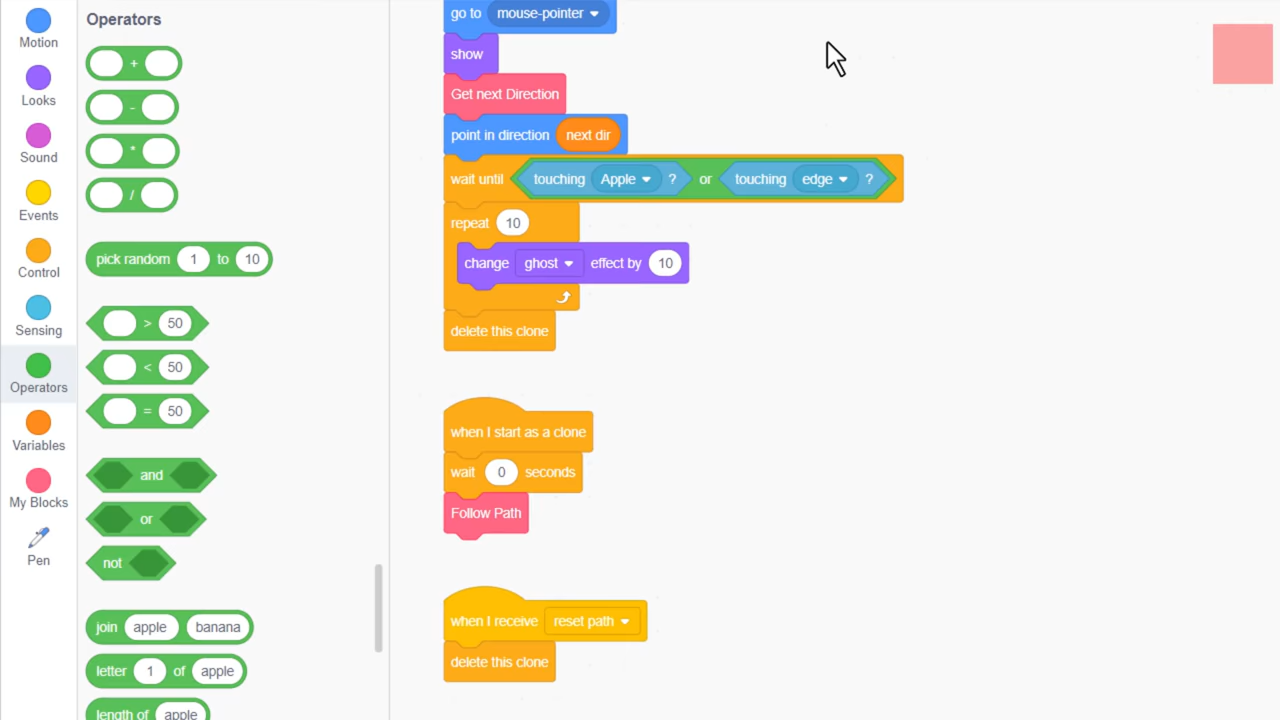 Motion
Looks
Sound
Events
Control
Sensing
Operators
Variables
My Blocks
Pen
Operators
+
-
*
/
pick random 1 to 10
> 50
< 50
= 50
and
or
not
join apple banana
letter 1 of apple
length of apple
go to mouse-pointer
show
Get next Direction
point in direction next dir
wait until touching Apple ? or touching edge ?
repeat 10
change ghost effect by 10
delete this clone
when I start as a clone
wait 0 seconds
Follow Path
when I receive reset path
delete this clone